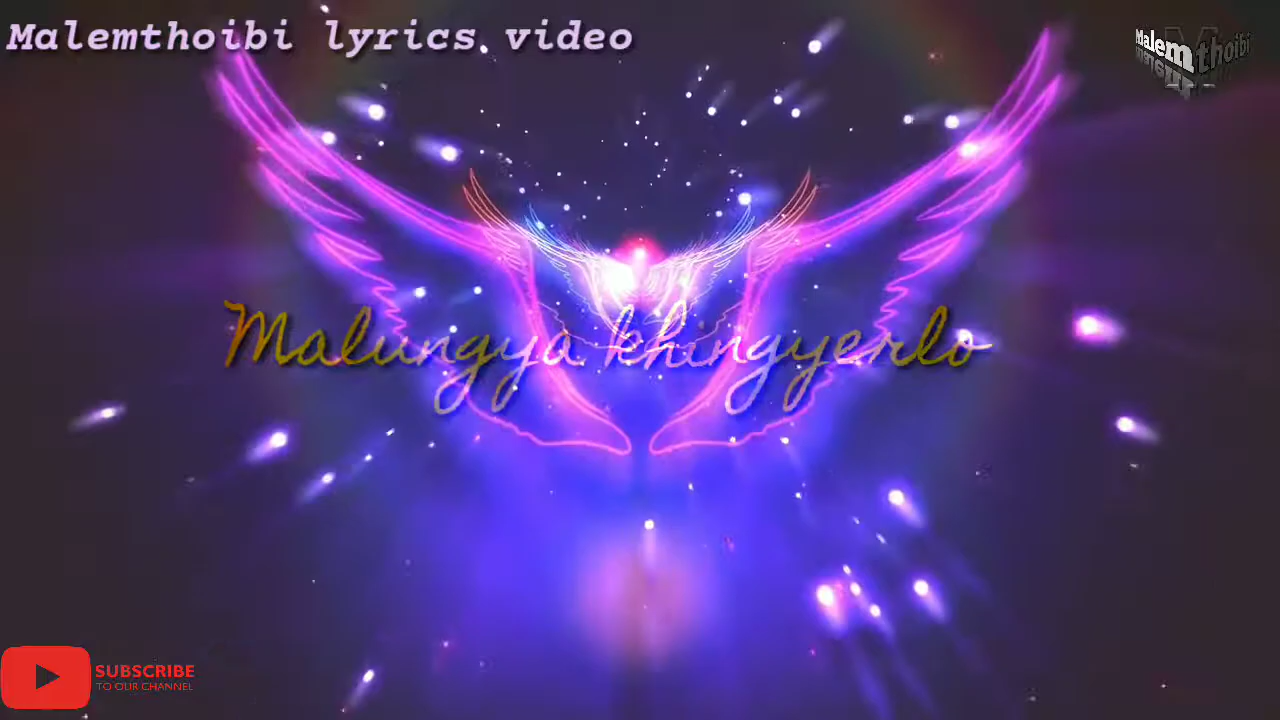 Malemthoibi lyrics video
Malemthoibi
Malungya khingyerlo
SUBSCRIBE
TO OUR CHANNEL